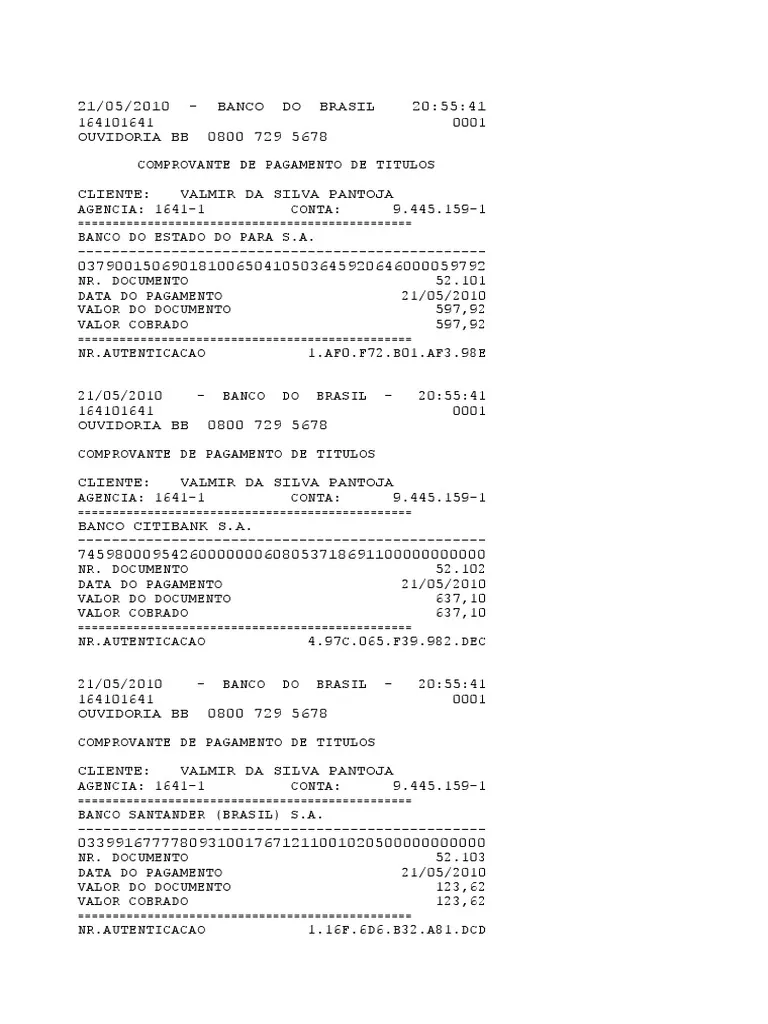 21/05/2010 - BANCO DO BRASIL 20:55:41
164101641 0001
OUVIDORIA BB 0800 729 5678
COMPROVANTE DE PAGAMENTO DE TITULOS
CLIENTE: VALMIR DA SILVA PANTOJA
AGENCIA: 1641-1 CONTA: 9.445.159-1
================================================
BANCO DO ESTADO DO PARA S.A.
------------------------------------------------
03790015069018100650410503645920646000059792
NR. DOCUMENTO 52.101
DATA DO PAGAMENTO 21/05/2010
VALOR DO DOCUMENTO 597,92
VALOR COBRADO 597,92
================================================
NR.AUTENTICACAO 1.AF0.F72.B01.AF3.98E
21/05/2010 - BANCO DO BRASIL - 20:55:41
164101641 0001
OUVIDORIA BB 0800 729 5678
COMPROVANTE DE PAGAMENTO DE TITULOS
CLIENTE: VALMIR DA SILVA PANTOJA
AGENCIA: 1641-1 CONTA: 9.445.159-1
================================================
BANCO CITIBANK S.A.
------------------------------------------------
74598000954260000000608053718691100000000000
NR. DOCUMENTO 52.102
DATA DO PAGAMENTO 21/05/2010
VALOR DO DOCUMENTO 637,10
VALOR COBRADO 637,10
================================================
NR.AUTENTICACAO 4.97C.065.F39.982.DEC
21/05/2010 - BANCO DO BRASIL - 20:55:41
164101641 0001
OUVIDORIA BB 0800 729 5678
COMPROVANTE DE PAGAMENTO DE TITULOS
CLIENTE: VALMIR DA SILVA PANTOJA
AGENCIA: 1641-1 CONTA: 9.445.159-1
================================================
BANCO SANTANDER (BRASIL) S.A.
------------------------------------------------
03399167777809310017671211001020500000000000
NR. DOCUMENTO 52.103
DATA DO PAGAMENTO 21/05/2010
VALOR DO DOCUMENTO 123,62
VALOR COBRADO 123,62
================================================
NR.AUTENTICACAO 1.16F.6D6.B32.A81.DCD